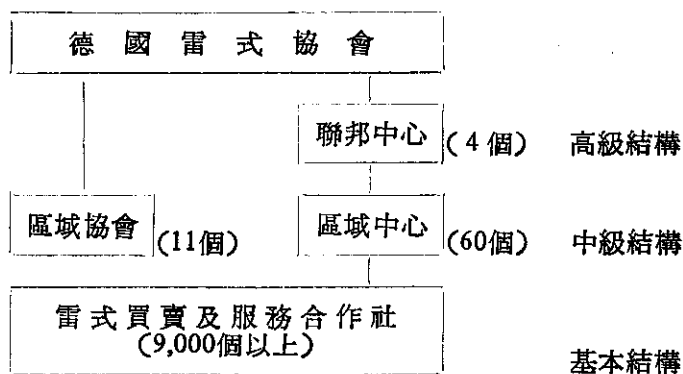 德國雷式協會
聯邦中心 (4個) 高級結構
區域協會 (11個) 區域中心 (60個) 中級結構
雷式買賣及服務合作社
(9,000個以上)
基本結構